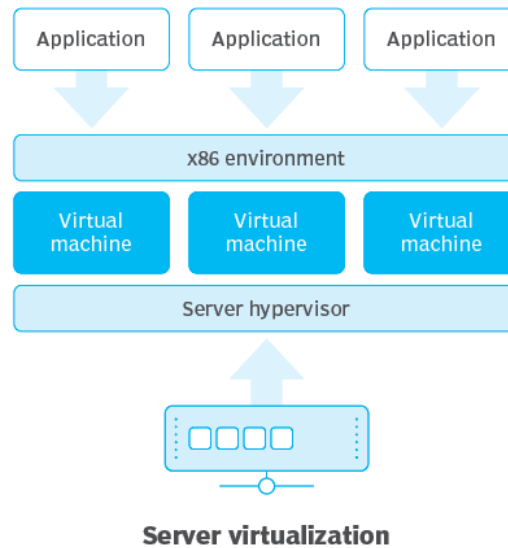 Application
Application
Application
x86 environment
Virtual
machine
Virtual
machine
Virtual
machine
Server hypervisor
Server virtualization